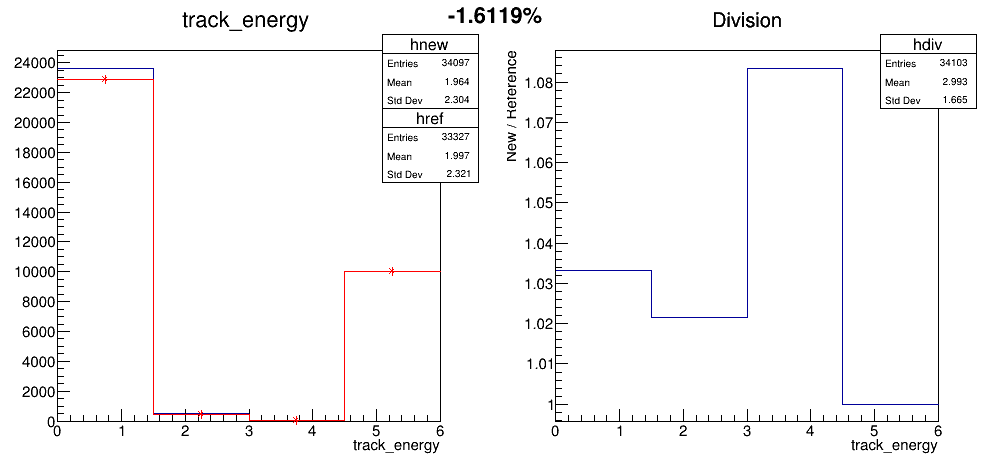 track_energy
-1.6119%
Division
hnew
Entries 34097
Mean 1.964
Std Dev 2.304
href
Entries 33327
Mean 1.997
Std Dev 2.321
24000
22000
20000
18000
16000
14000
12000
10000
8000
6000
4000
2000
0
0 1 2 3 4 5 6
track_energy
hdiv
Entries 34103
Mean 2.993
Std Dev 1.665
New / Reference
1.08
1.07
1.06
1.05
1.04
1.03
1.02
1.01
1
0 1 2 3 4 5 6
track_energy